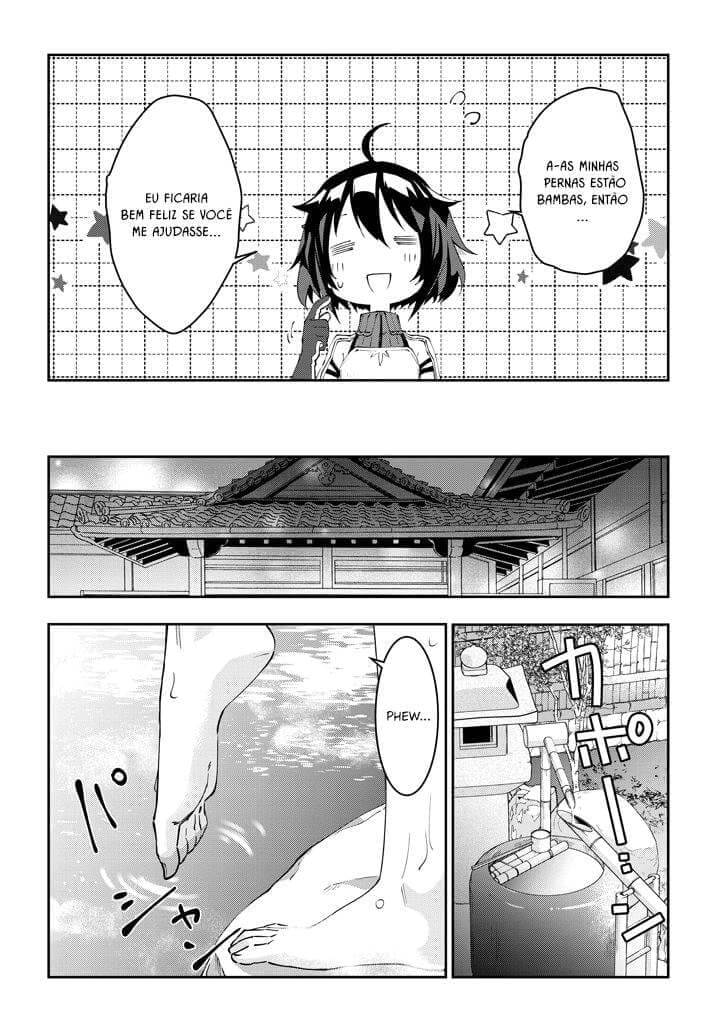 A-AS MINHAS
PERNAS ESTÃO
BAMBAS, ENTÃO
...
EU FICARIA
BEM FELIZ SE VOCÊ
ME AJUDASSE...
カポーン
PHEW...
パシャ